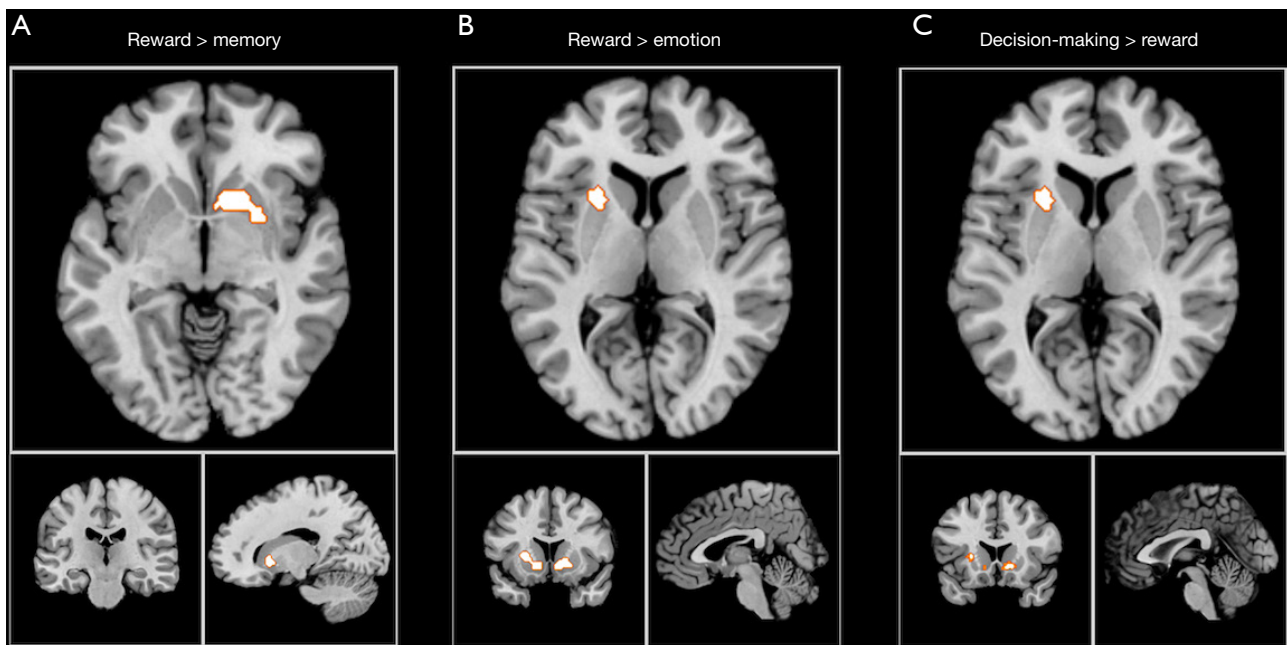 A
Reward > memory
B
Reward > emotion
C
Decision-making > reward